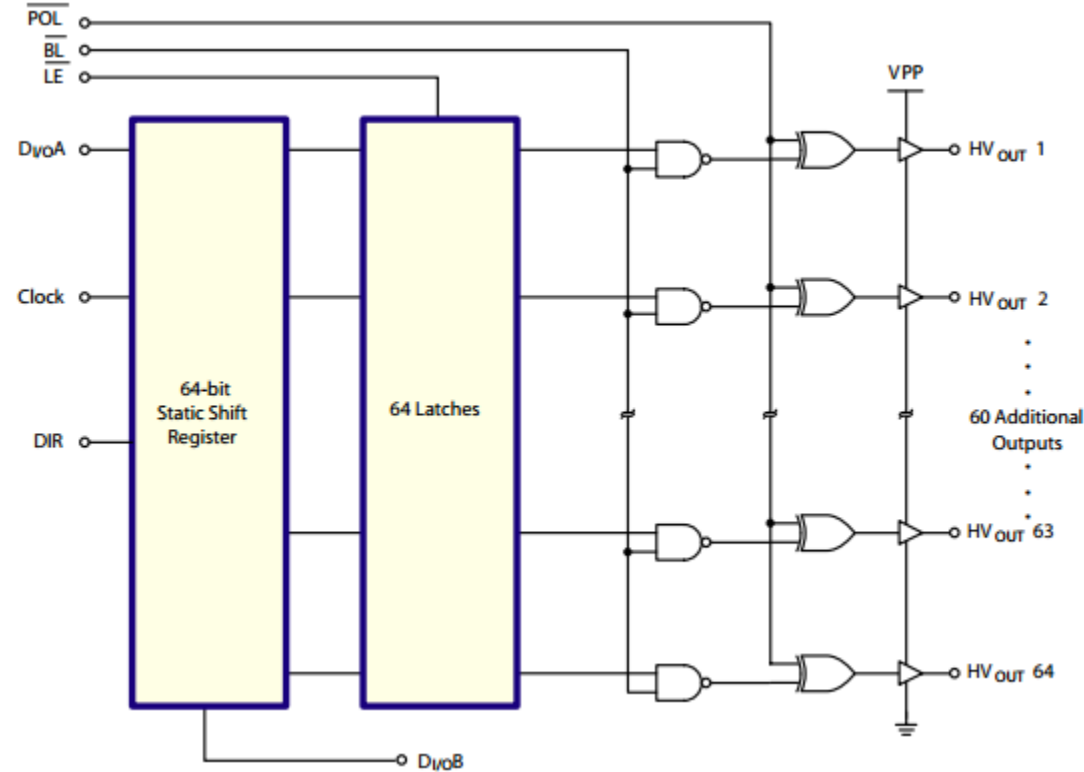 POL
BL
LE
VPP
DI/OA
HVOUT 1
Clock
HVOUT 2
64-bit
Static Shift
Register
64 Latches
60 Additional
Outputs
DIR
HVOUT 63
HVOUT 64
DI/OB